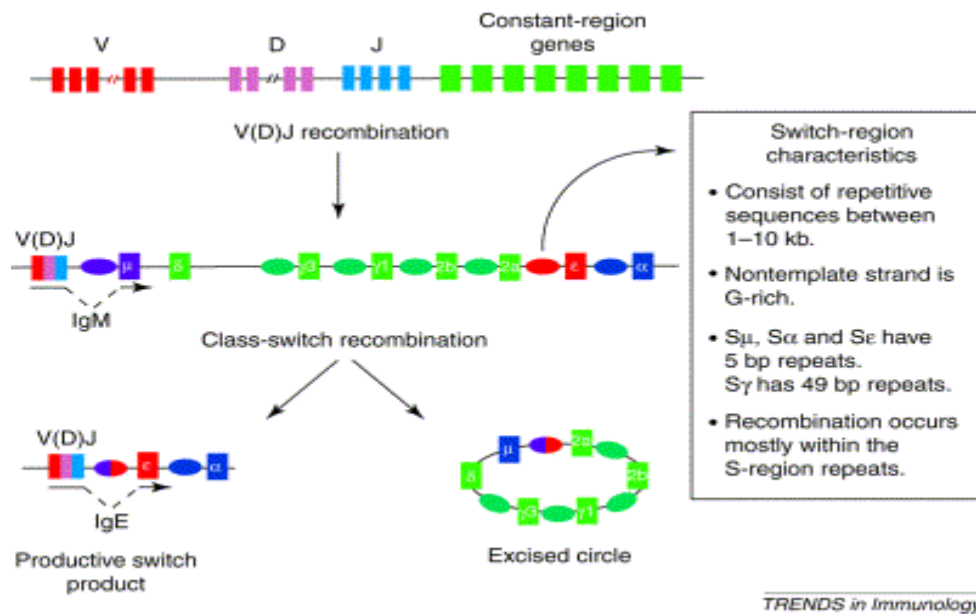 V
D
J
Constant-region
genes
V(D)J recombination
V(D)J
μ
δ
γ3
γ1
2b
2a
ε
α
IgM
Class-switch recombination
V(D)J
ε
α
IgE
Productive switch
product
μ
2a
δ
2b
γ3
γ1
Excised circle
Switch-region
characteristics
• Consist of repetitive
sequences between
1–10 kb.
• Nontemplate strand is
G-rich.
• Sμ, Sα and Sε have
5 bp repeats.
Sγ has 49 bp repeats.
• Recombination occurs
mostly within the
S-region repeats.
TRENDS in Immunology